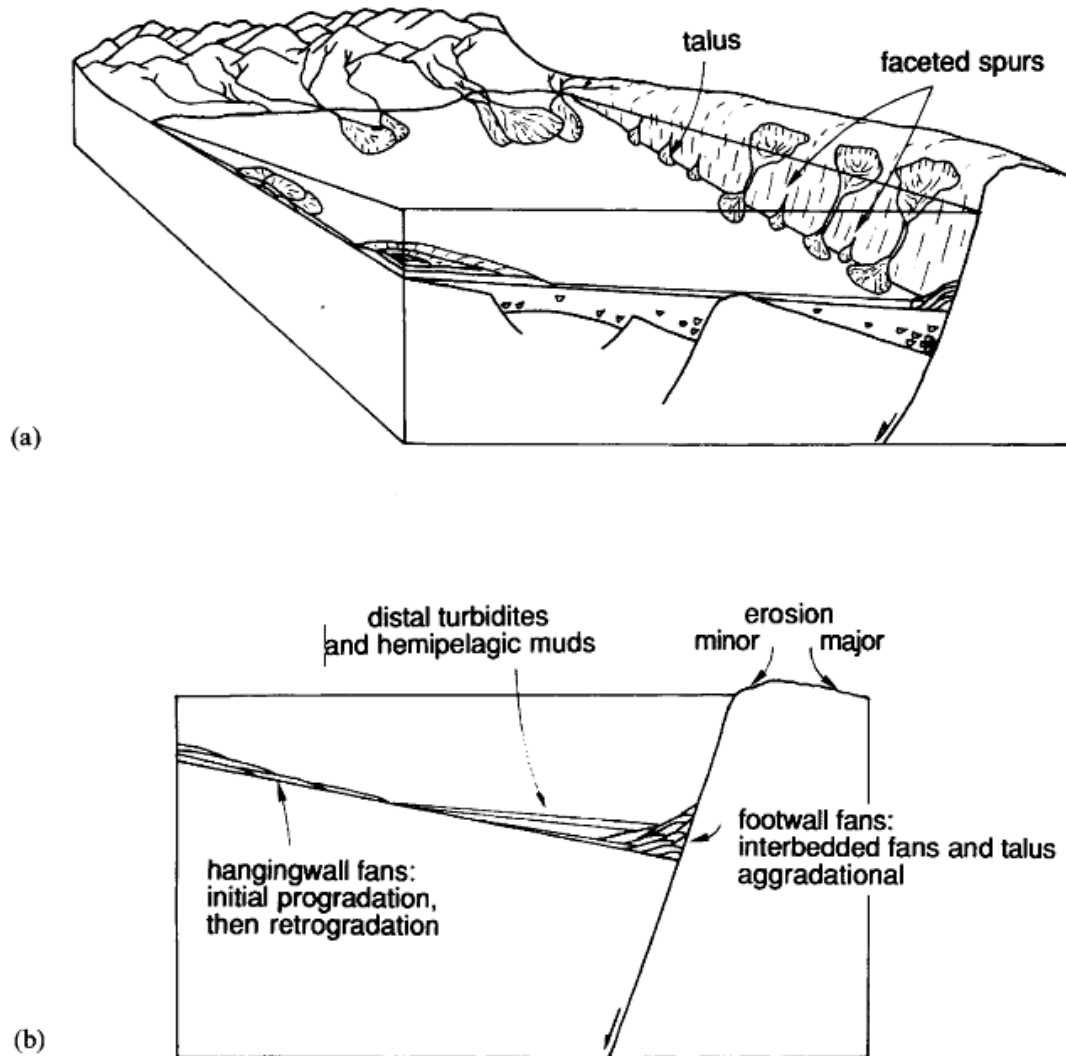 talus
faceted spurs
(a)
distal turbidites
and hemipelagic muds
erosion
minor major
footwall fans:
interbedded fans and talus
aggradational
hangingwall fans:
initial progradation,
then retrogradation
(b)